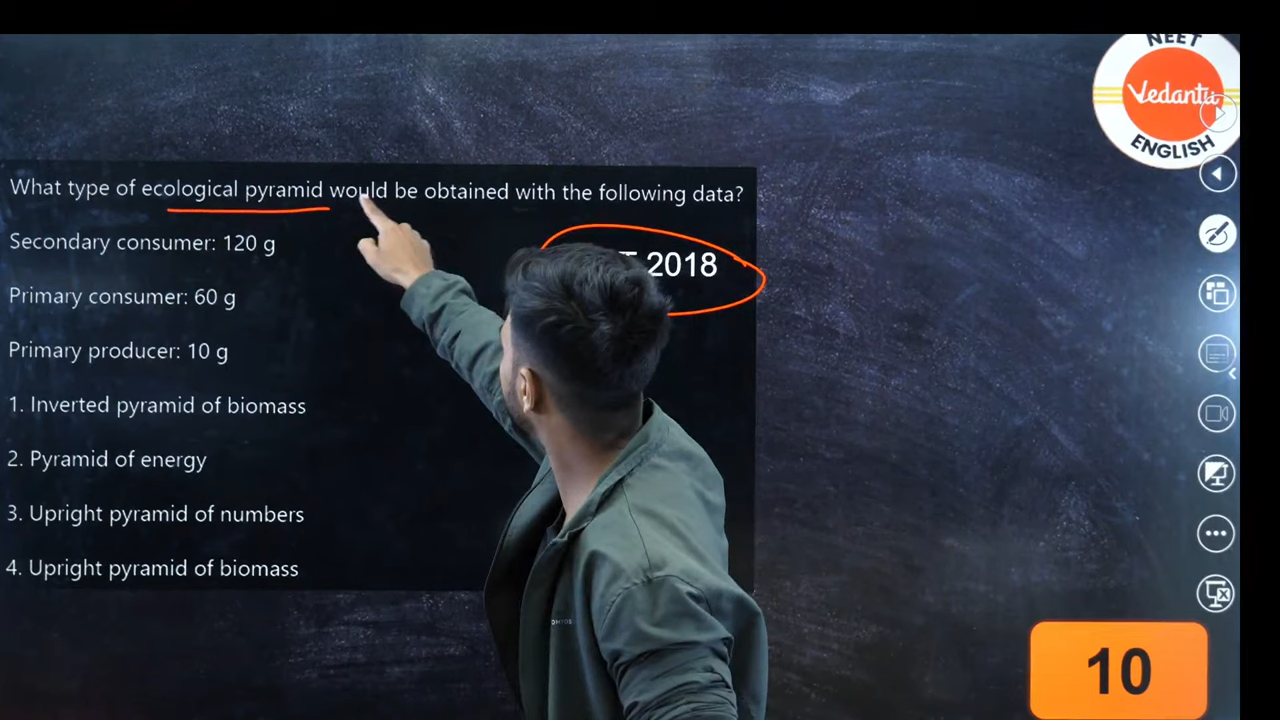 NEET
Vedantu
ENGLISH
What type of ecological pyramid would be obtained with the following data?
Secondary consumer: 120 g
2018
Primary consumer: 60 g
Primary producer: 10 g
1. Inverted pyramid of biomass
2. Pyramid of energy
3. Upright pyramid of numbers
4. Upright pyramid of biomass
10